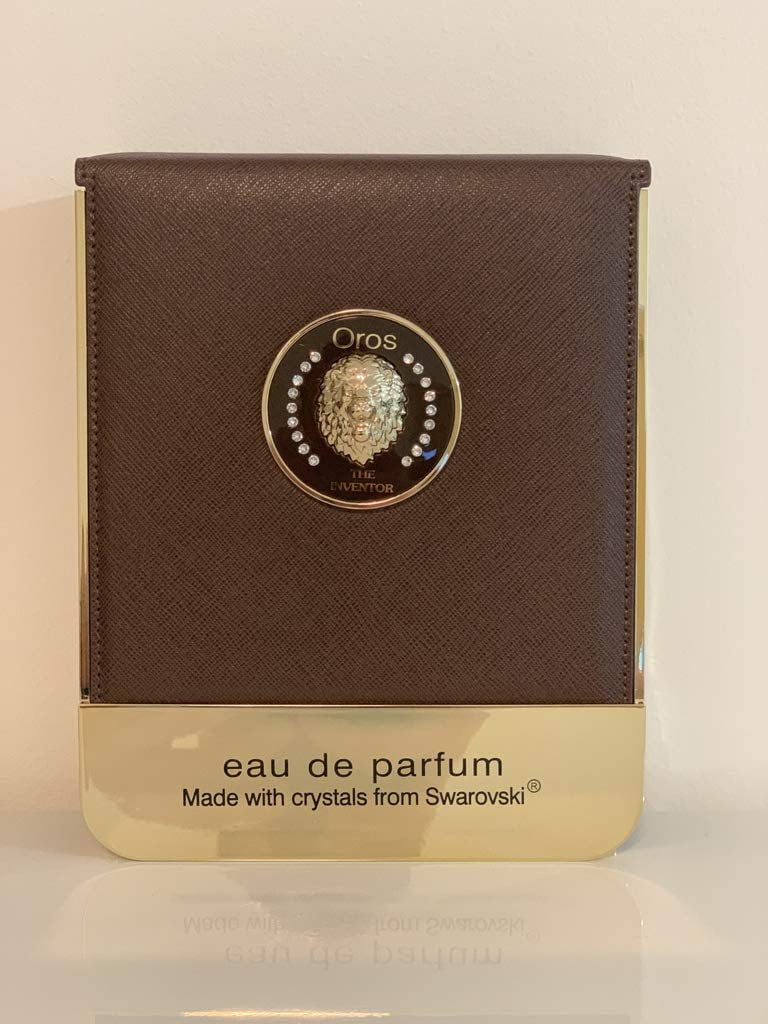 Oros
THE
INVENTOR
eau de parfum
Made with crystals from Swarovski®